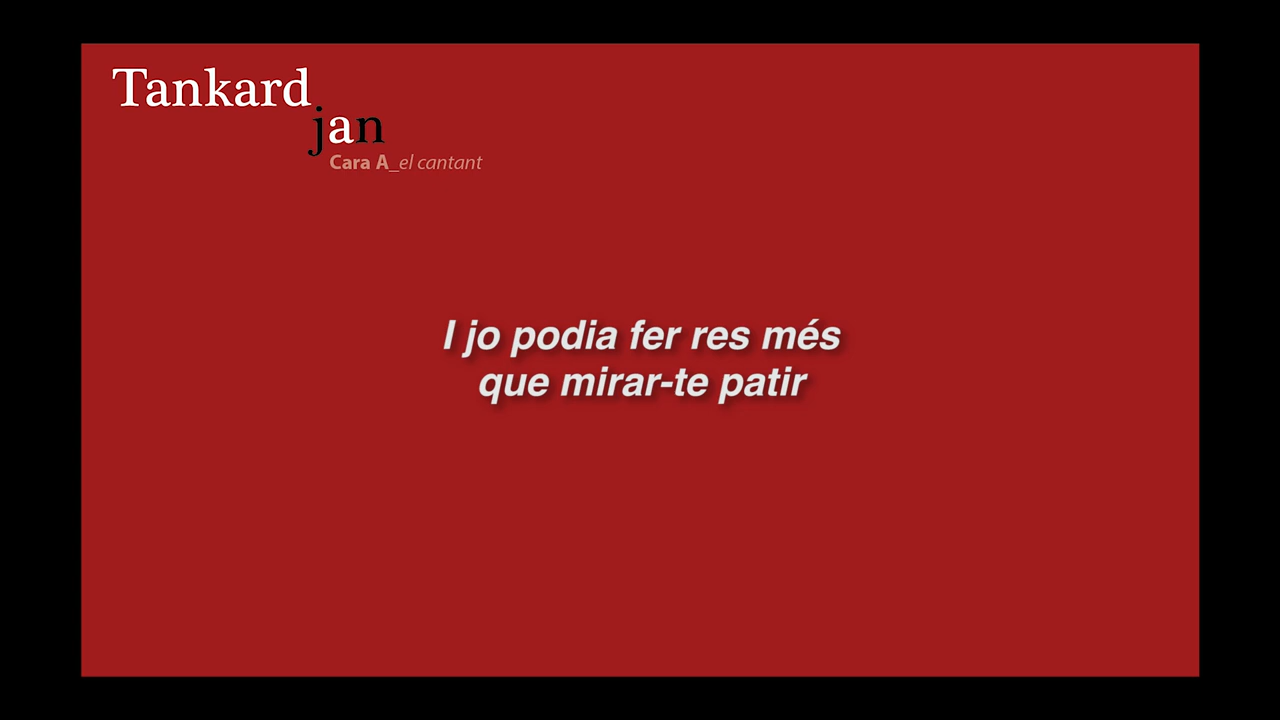 Tankard
jan
Cara A_el cantant
I jo podia fer res més
que mirar-te patir